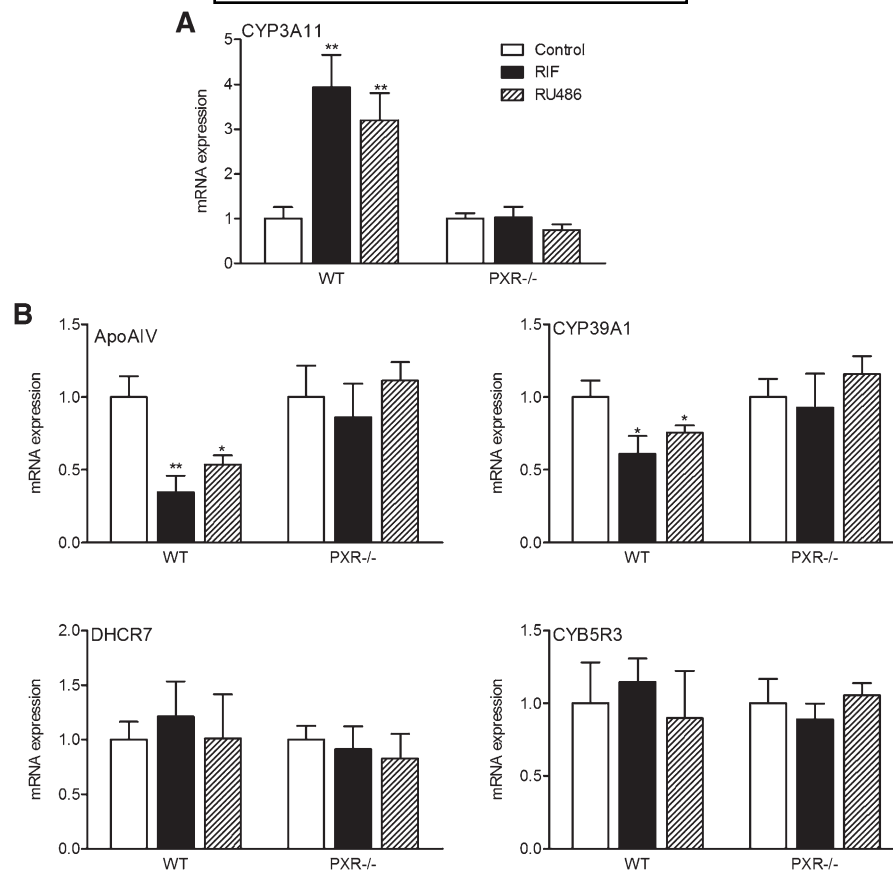 A
CYP3A11
5
4
3
2
1
0
mRNA expression
** **
Control
RIF
RU486
WT PXR-/-
B
ApoAIV
1.5
1.0
0.5
0.0
mRNA expression
** *
WT PXR-/-
CYP39A1
1.5
1.0
0.5
0.0
mRNA expression
* *
WT PXR-/-
DHCR7
2.0
1.5
1.0
0.5
0.0
mRNA expression
WT PXR-/-
CYB5R3
1.5
1.0
0.5
0.0
mRNA expression
WT PXR-/-